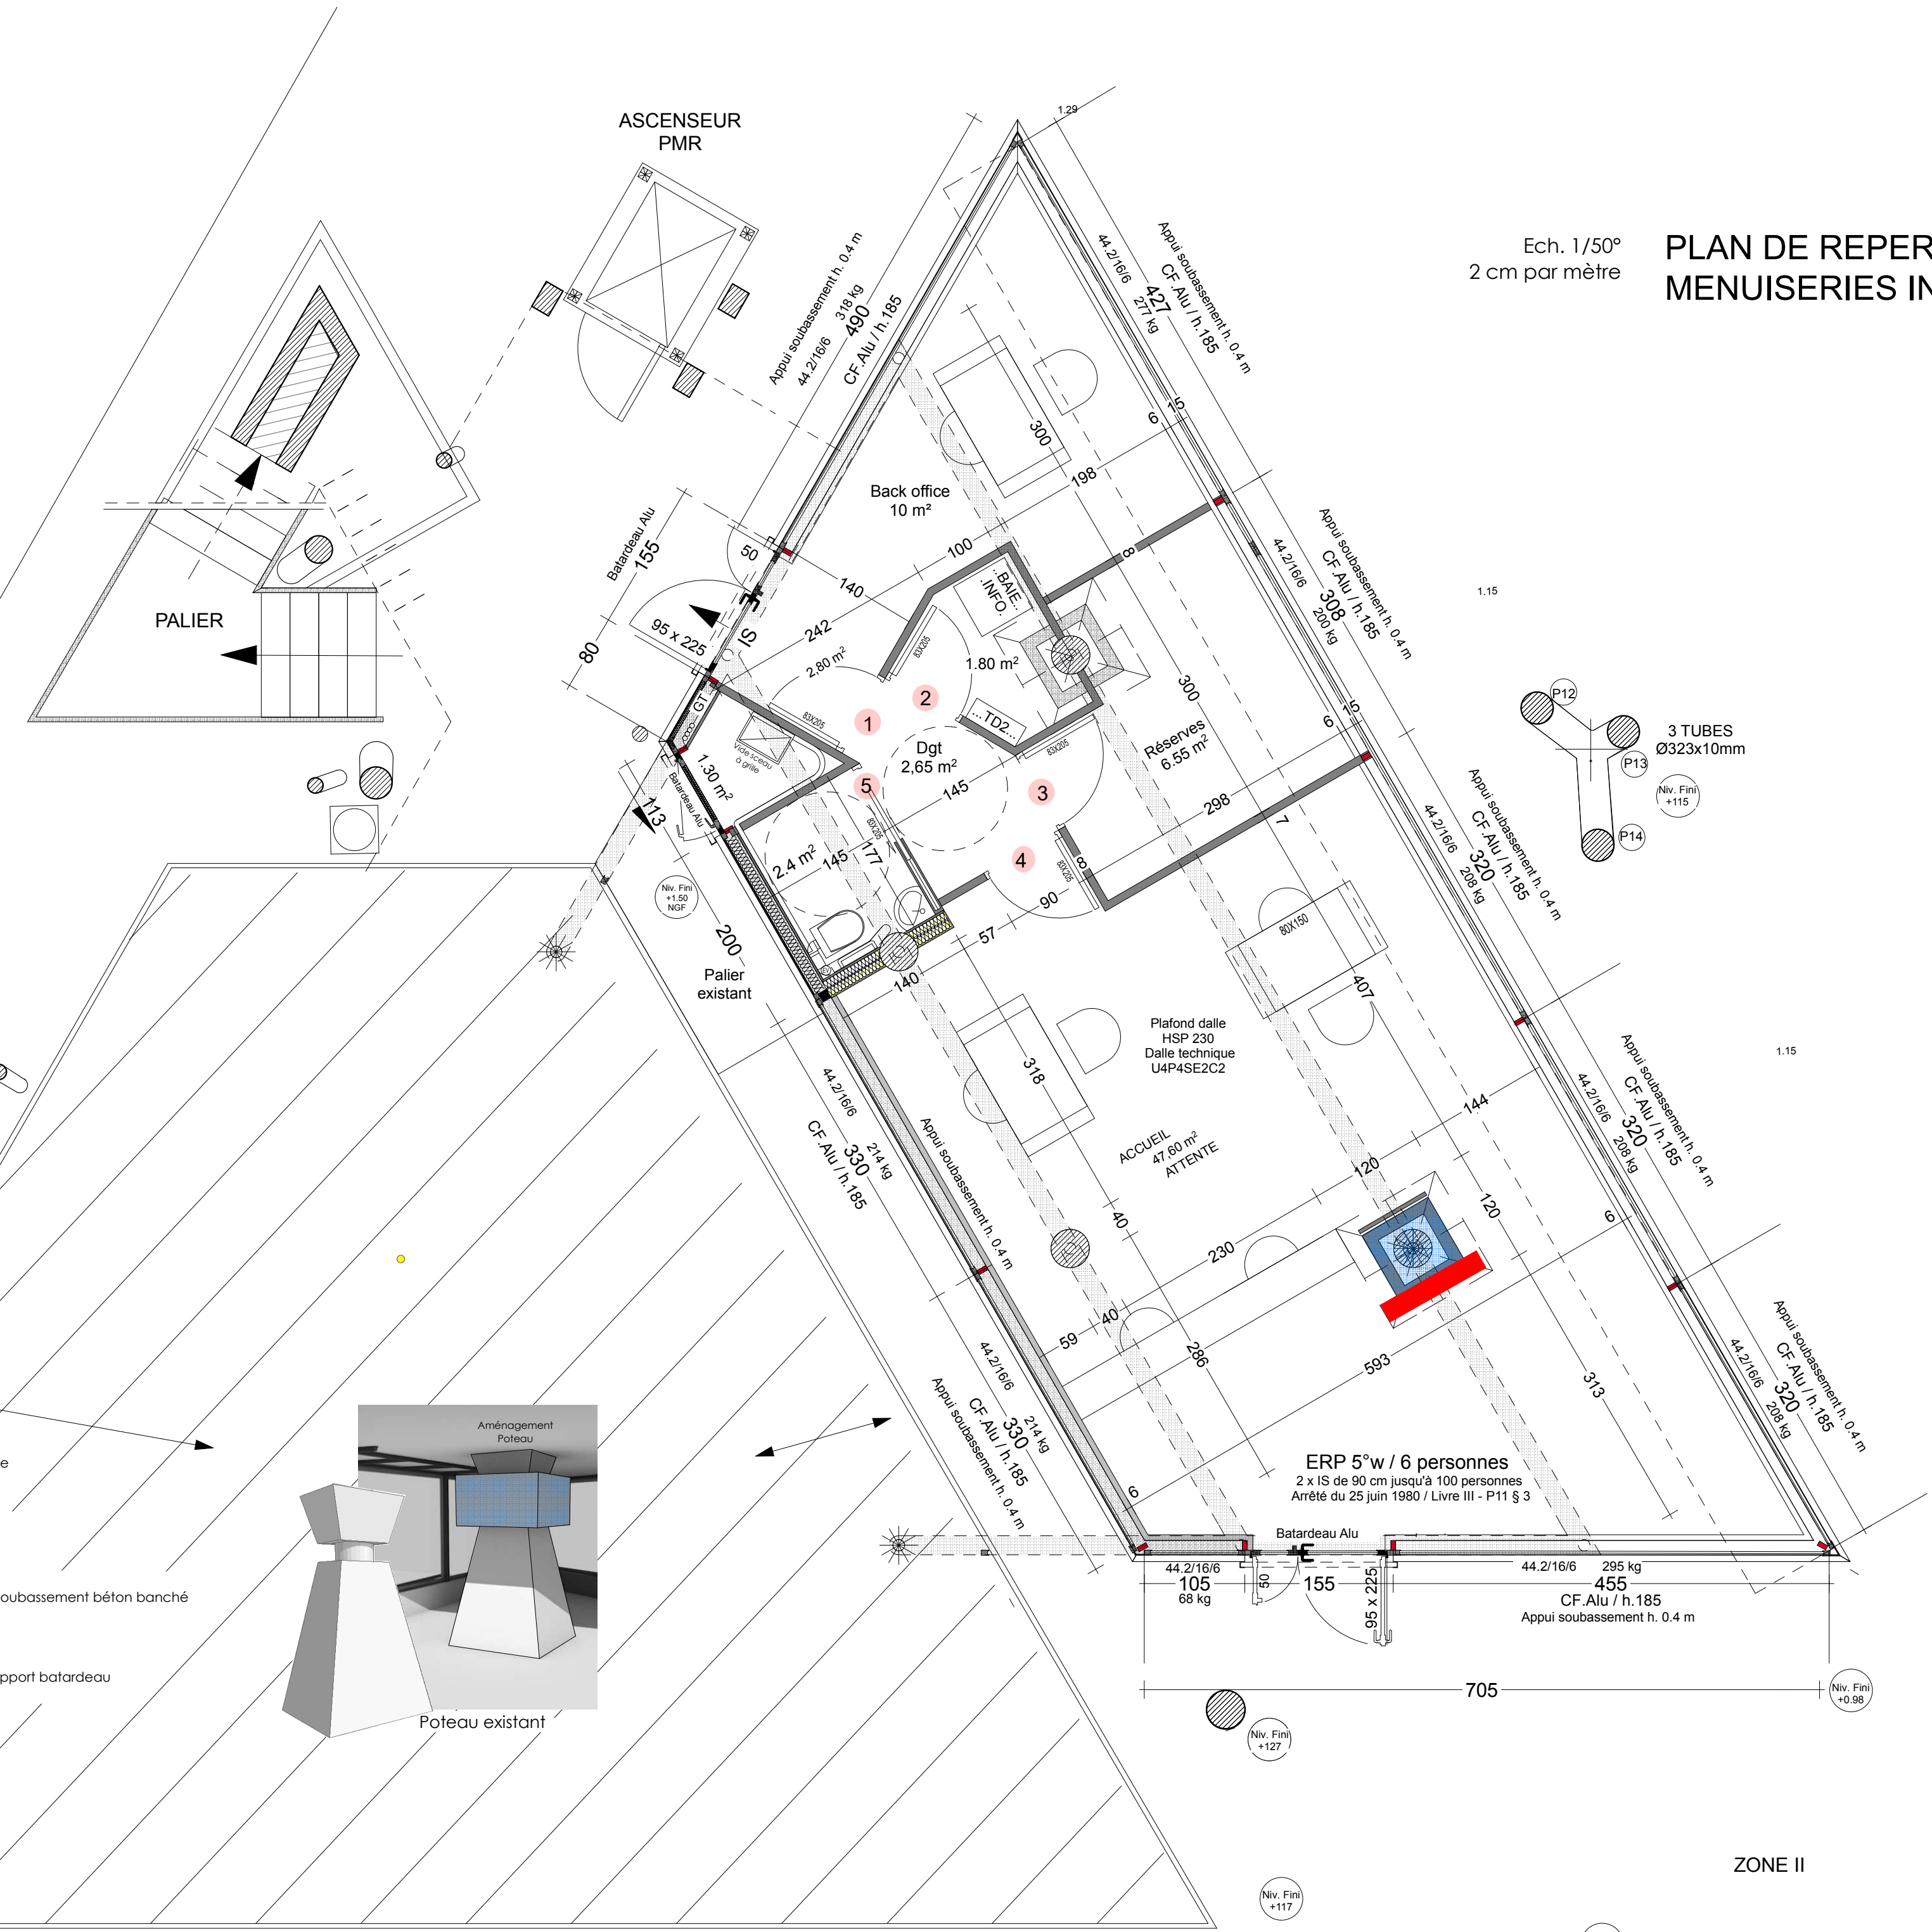 ASCENSEUR
PMR
1.29
Ech. 1/50°
2 cm par mètre
PLAN DE REPER
MENUISERIES IN
Appui soubassement h. 0.4 m
44.2/16/6
318 kg
490
CF.Alu / h.185
Appui soubassement h. 0.4 m
44.2/16/6
427
277 kg
CF.Alu / h.185
300
6
15
198
Back office
10 m²
Batardeau Alu
155
50
100
8
140
...BAIE...
.INFO.
Appui soubassement h. 0.4 m
44.2/16/6
308
200 kg
CF.Alu / h.185
1.15
PALIER
80
95 x 225
IS
242
2.80 m²
83X205
1.80 m²
2
1
300
GT
83X205
...TD2...
83X205
Vide sceau
à grille
Dgt
2,65 m²
Réserves
6.55 m²
6
15
P12
3 TUBES
Ø323x10mm
P13
Niv. Fini
+115
P14
1.30 m²
Batardeau Alu
113
5
145
3
298
7
83X205
177
2.4 m²
145
4
8
83X205
90
57
Appui soubassement h. 0.4 m
44.2/16/6
320
208 kg
CF.Alu / h.185
Niv. Fini
+1.50
NGF
200
Palier
existant
140
80X150
407
Plafond dalle
HSP 230
Dalle technique
U4P4SE2C2
318
1.15
44.2/16/6
330
214 kg
CF.Alu / h.185
Appui soubassement h. 0.4 m
ACCUEIL
47,60 m²
ATTENTE
144
120
120
Appui soubassement h. 0.4 m
44.2/16/6
320
208 kg
CF.Alu / h.185
40
230
6
59
40
286
593
313
44.2/16/6
330
214 kg
CF.Alu / h.185
Appui soubassement h. 0.4 m
Appui soubassement h. 0.4 m
44.2/16/6
320
208 kg
CF.Alu / h.185
Aménagement
Poteau
e
6
ERP 5°w / 6 personnes
2 x IS de 90 cm jusqu'à 100 personnes
Arrêté du 25 juin 1980 / Livre III - P11 § 3
Batardeau Alu
44.2/16/6
105
68 kg
50
155
95 x 225
44.2/16/6
295 kg
455
CF.Alu / h.185
Appui soubassement h. 0.4 m
oubassement béton banché
pport batardeau
Poteau existant
705
Niv. Fini
+0.98
Niv. Fini
+127
ZONE II
Niv. Fini
+117